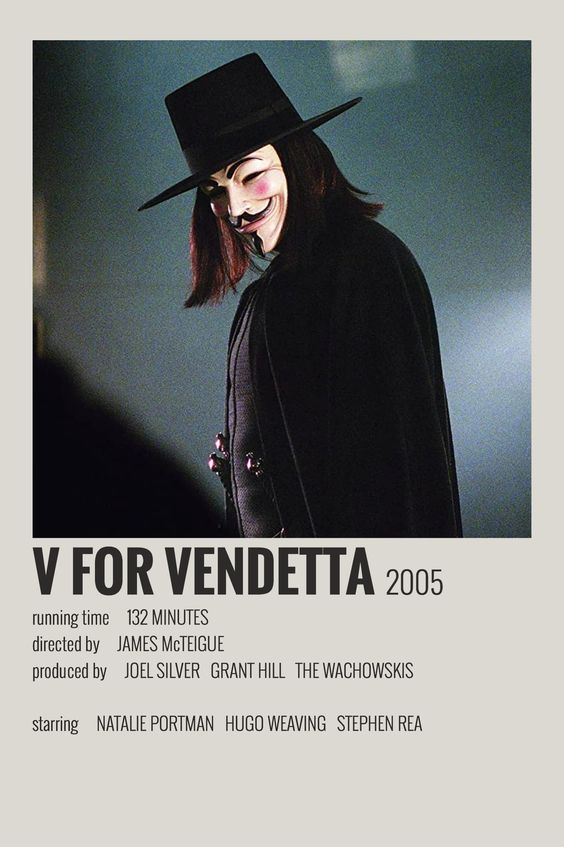 V FOR VENDETTA 2005
running time 132 MINUTES
directed by JAMES McTEIGUE
produced by JOEL SILVER GRANT HILL THE WACHOWSKIS
starring NATALIE PORTMAN HUGO WEAVING STEPHEN REA